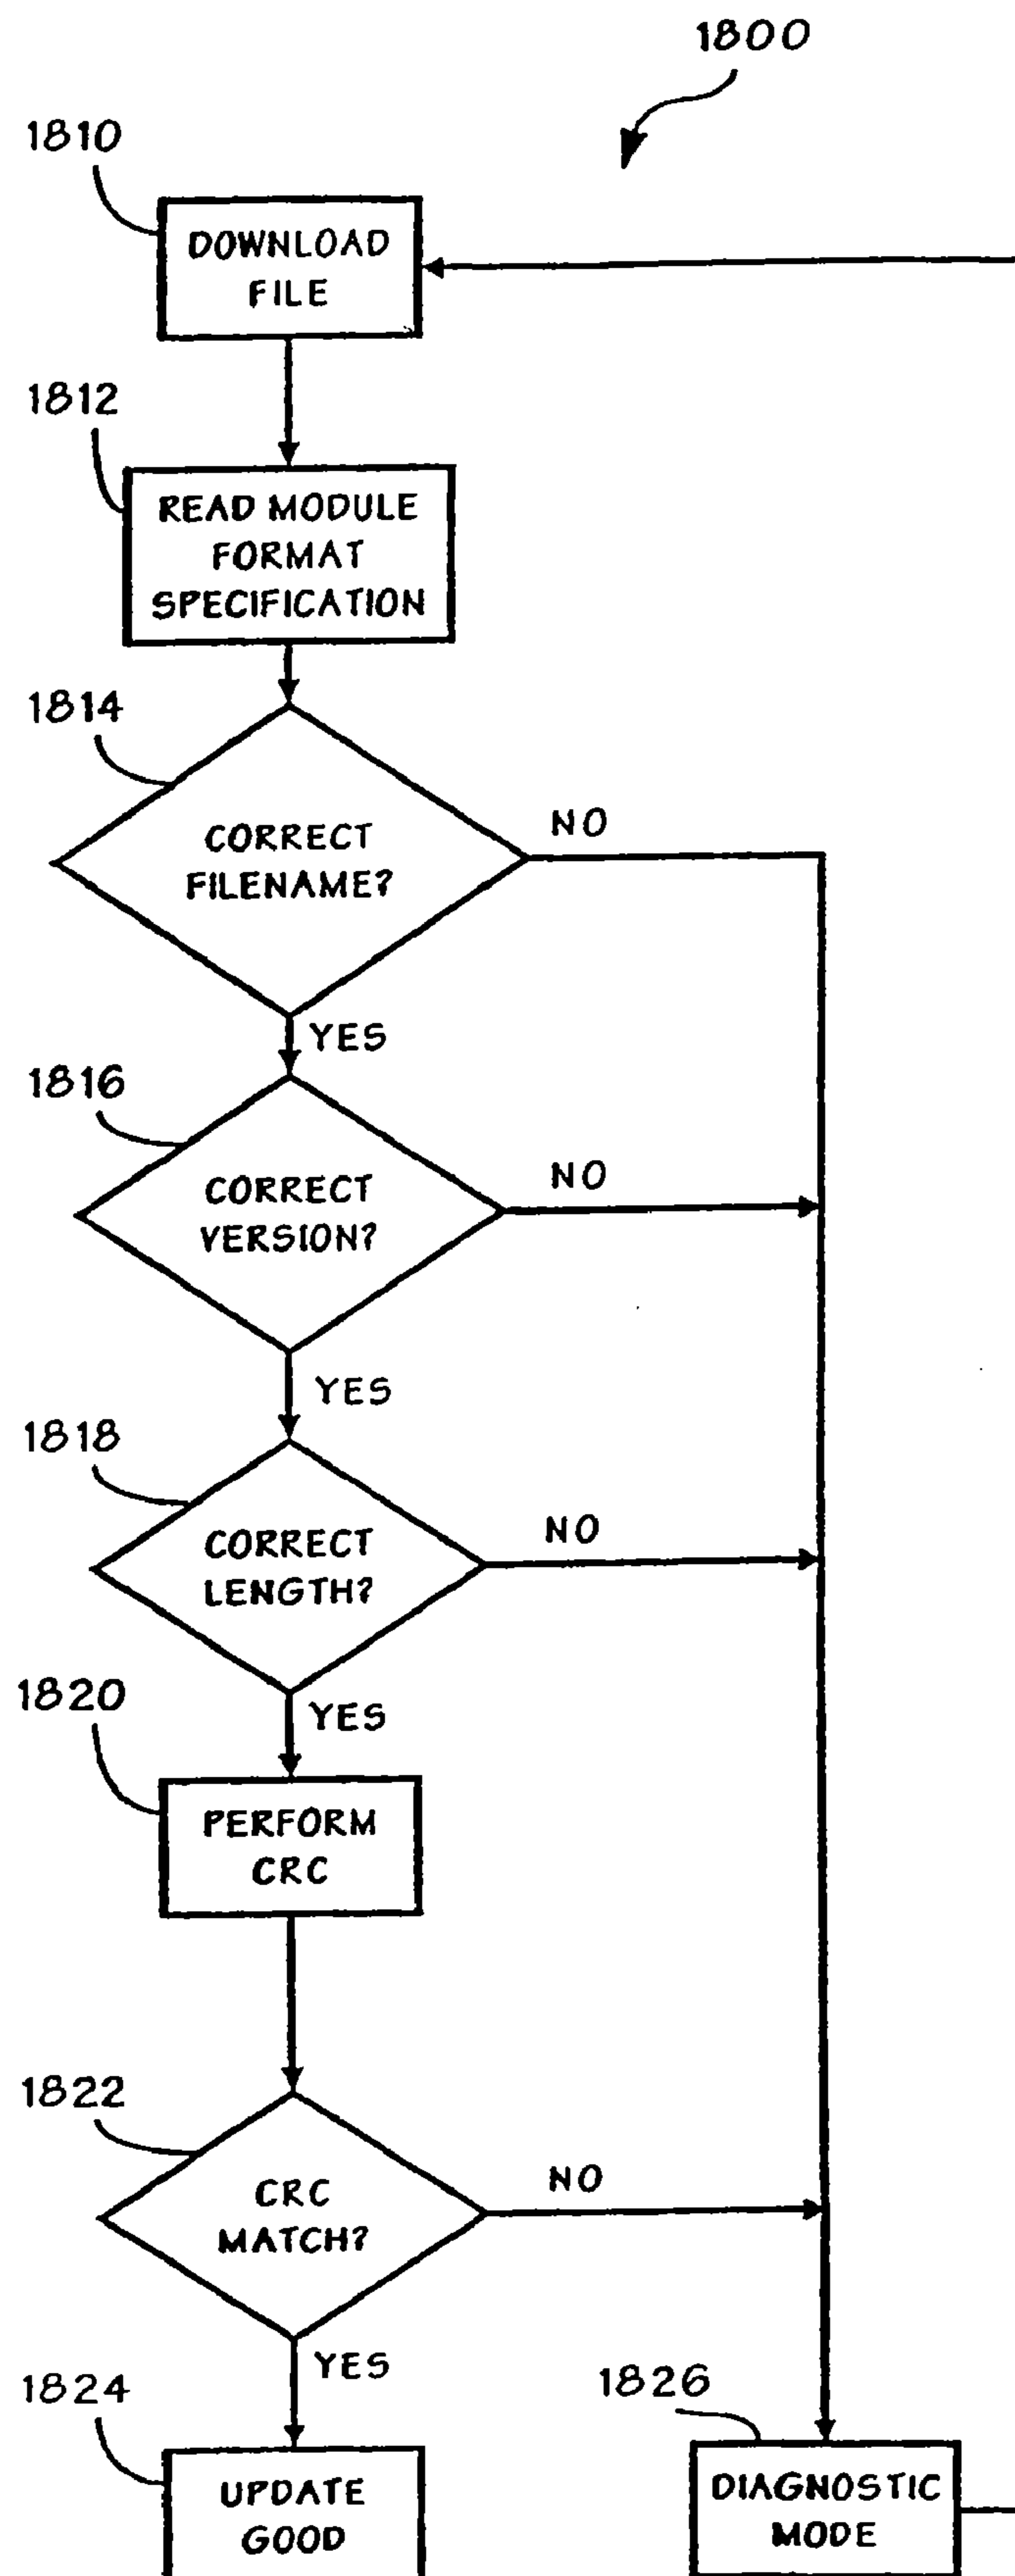 1800
1810
DOWNLOAD
FILE
1812
READ MODULE
FORMAT
SPECIFICATION
1814
CORRECT
FILENAME?
NO
YES
1816
CORRECT
VERSION?
NO
YES
1818
CORRECT
LENGTH?
NO
YES
1820
PERFORM
CRC
1822
CRC
MATCH?
NO
YES
1824
UPDATE
GOOD
1826
DIAGNOSTIC
MODE